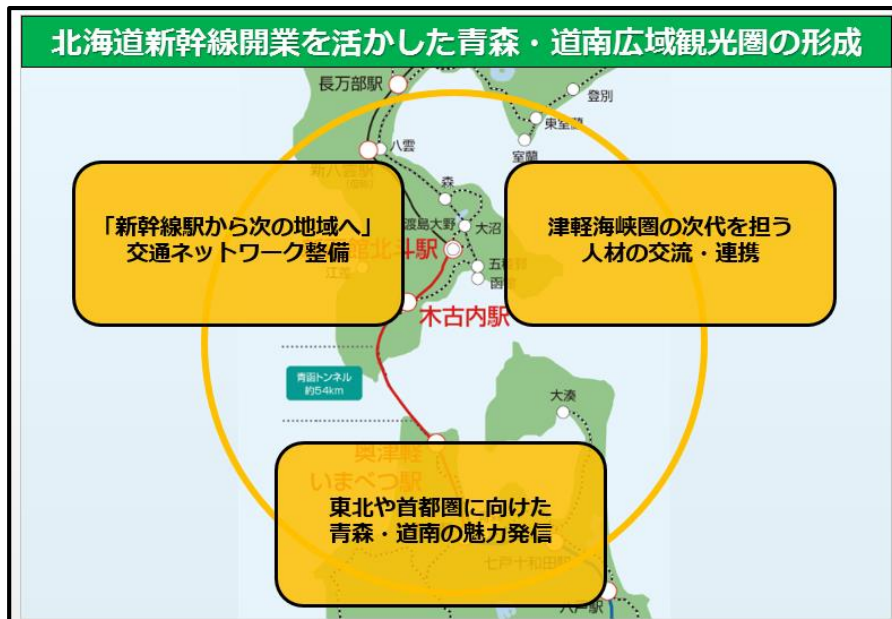 北海道新幹線開業を活かした青森・道南広域観光圏の形成
長万部駅
登別
東室蘭
室蘭
八雲
新八雲駅
森
「新幹線駅から次の地域へ」
交通ネットワーク整備
津軽海峡圏の次代を担う
人材の交流・連携
渡島大野
大沼
館北斗駅
江差
木古内駅
青函トンネル
約54km
大湊
奥津軽
いまべつ駅
東北や首都圏に向けた
青森・道南の魅力発信
七戸十和田駅
八戸駅